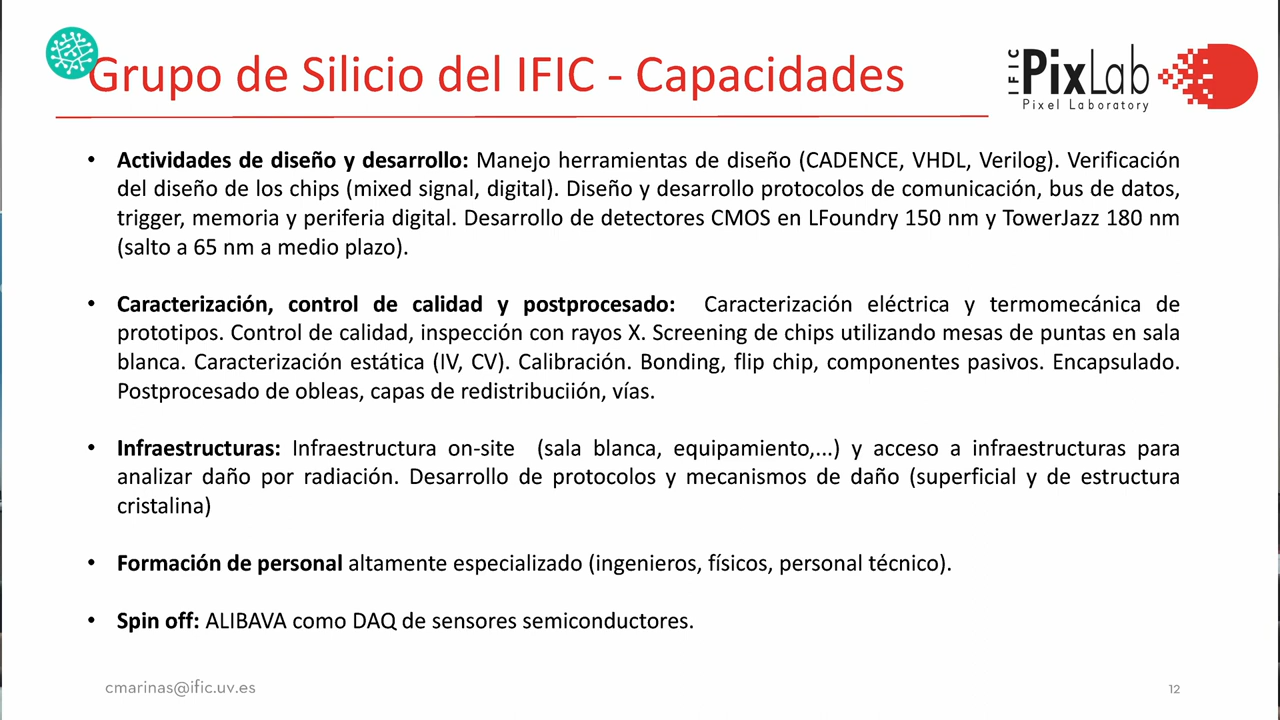 Grupo de Silicio del IFIC - Capacidades
IFIC
PixLab
Pixel Laboratory
• Actividades de diseño y desarrollo: Manejo herramientas de diseño (CADENCE, VHDL, Verilog). Verificación
del diseño de los chips (mixed signal, digital). Diseño y desarrollo protocolos de comunicación, bus de datos,
trigger, memoria y periferia digital. Desarrollo de detectores CMOS en LFoundry 150 nm y TowerJazz 180 nm
(salto a 65 nm a medio plazo).
• Caracterización, control de calidad y postprocesado: Caracterización eléctrica y termomecánica de
prototipos. Control de calidad, inspección con rayos X. Screening de chips utilizando mesas de puntas en sala
blanca. Caracterización estática (IV, CV). Calibración. Bonding, flip chip, componentes pasivos. Encapsulado.
Postprocesado de obleas, capas de redistribuciión, vías.
• Infraestructuras: Infraestructura on-site (sala blanca, equipamiento,...) y acceso a infraestructuras para
analizar daño por radiación. Desarrollo de protocolos y mecanismos de daño (superficial y de estructura
cristalina)
• Formación de personal altamente especializado (ingenieros, físicos, personal técnico).
• Spin off: ALIBAVA como DAQ de sensores semiconductores.
cmarinas@ific.uv.es
12